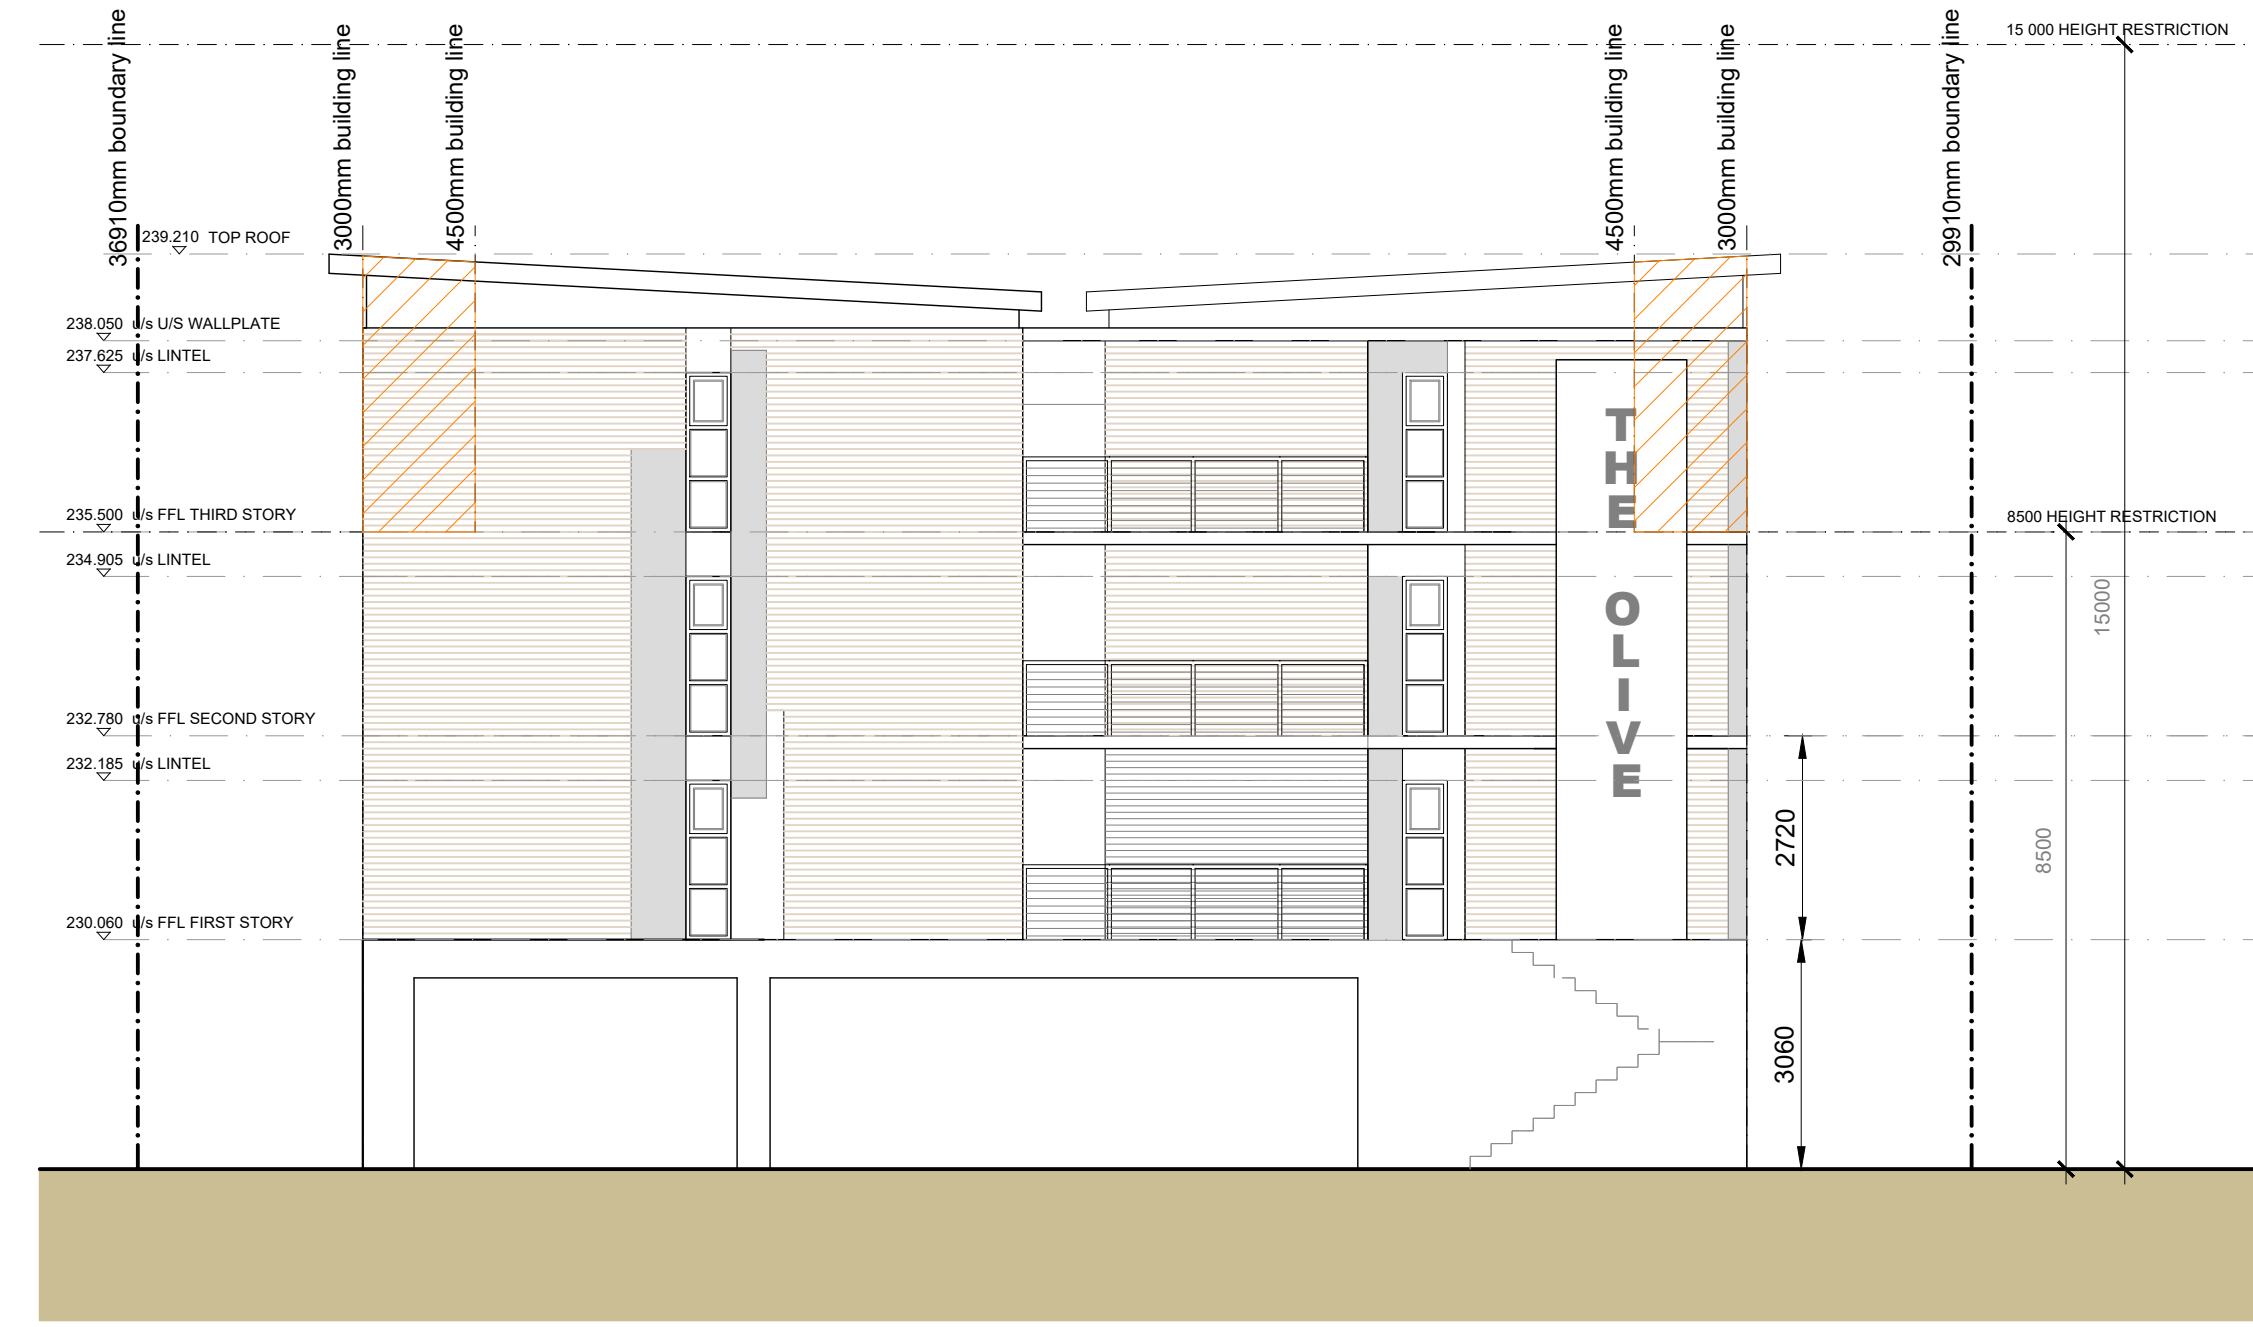 15 000 HEIGHT RESTRICTION
36910mm boundary line
3000mm building line
4500mm building line
4500mm building line
3000mm building line
29910mm boundary line
239.210 TOP ROOF
238.050 u/s U/S WALLPLATE
237.625 u/s LINTEL
235.500 u/s FFL THIRD STORY
8500 HEIGHT RESTRICTION
234.905 u/s LINTEL
232.780 u/s FFL SECOND STORY
232.185 u/s LINTEL
230.060 u/s FFL FIRST STORY
THE OLIVE
2720
3060
8500
15000